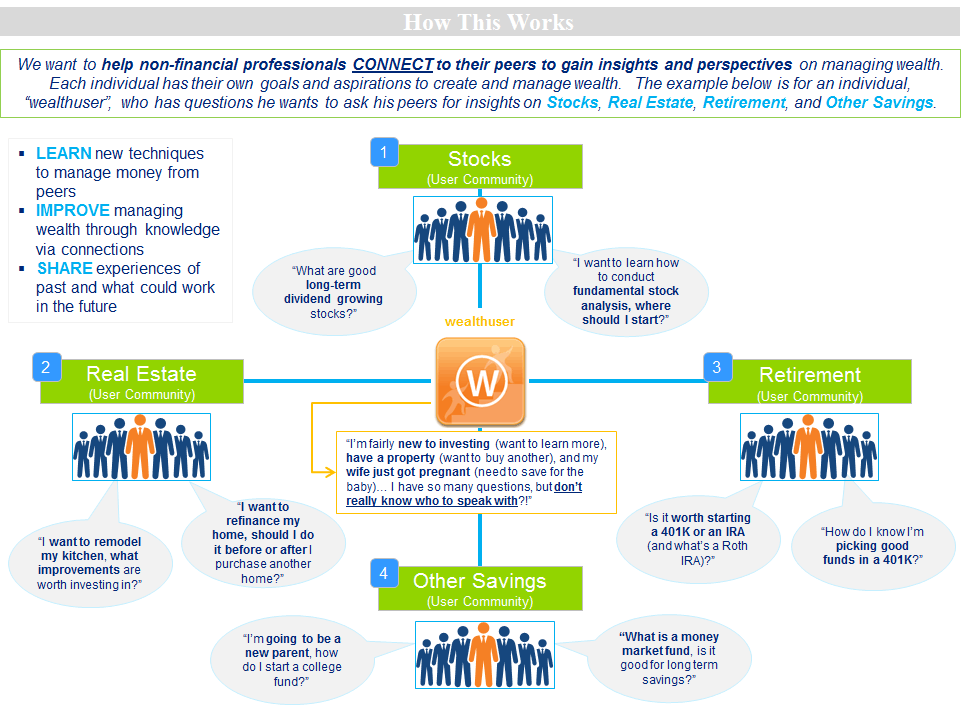 How This Works
We want to help non-financial professionals CONNECT to their peers to gain insights and perspectives on managing wealth.
Each individual has their own goals and aspirations to create and manage wealth. The example below is for an individual,
“wealthuser”, who has questions he wants to ask his peers for insights on Stocks, Real Estate, Retirement, and Other Savings.
▪ LEARN new techniques
to manage money from
peers
▪ IMPROVE managing
wealth through knowledge
via connections
▪ SHARE experiences of
past and what could work
in the future
1
Stocks
(User Community)
“What are good
long-term
dividend growing
stocks?”
“I want to learn how
to conduct
fundamental stock
analysis, where
should I start?”
wealthuser
W
2
Real Estate
(User Community)
3
Retirement
(User Community)
“I’m fairly new to investing (want to learn more),
have a property (want to buy another), and my
wife just got pregnant (need to save for the
baby)… I have so many questions, but don’t
really know who to speak with?!”
“I want to remodel
my kitchen, what
improvements are
worth investing in?”
“I want to
refinance my
home, should I do
it before or after I
purchase another
home?”
“Is it worth starting
a 401K or an IRA
(and what’s a Roth
IRA)?”
“How do I know I’m
picking good
funds in a 401K?”
4
Other Savings
(User Community)
“I’m going to be a
new parent, how
do I start a college
fund?”
“What is a money
market fund, is it
good for long term
savings?”